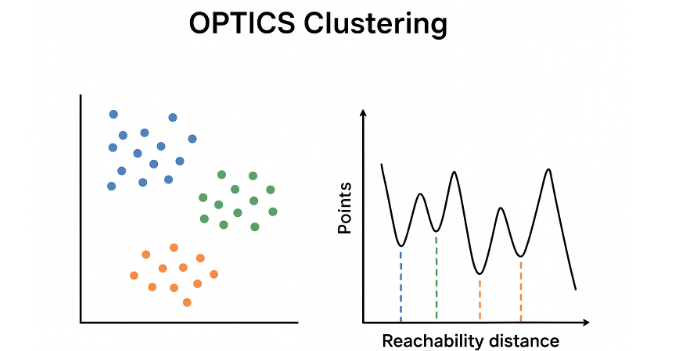 OPTICS Clustering
Points
Reachability distance